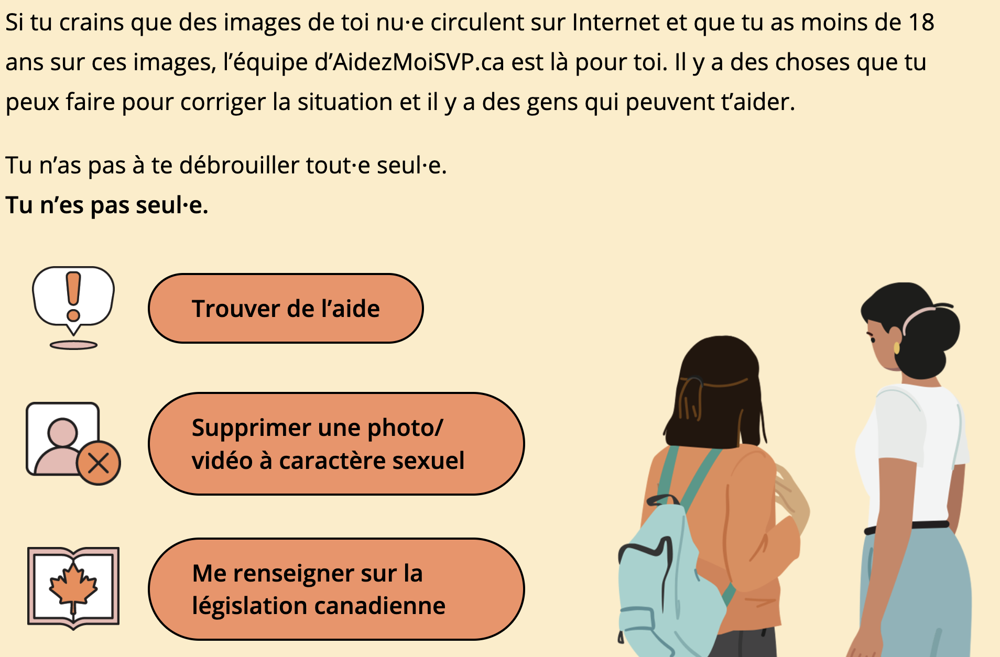 Si tu crains que des images de toi nu·e circulent sur Internet et que tu as moins de 18
ans sur ces images, l’équipe d’AidezMoiSVP.ca est là pour toi. Il y a des choses que tu
peux faire pour corriger la situation et il y a des gens qui peuvent t’aider.
Tu n’as pas à te débrouiller tout·e seul·e.
Tu n’es pas seul·e.
Trouver de l’aide
Supprimer une photo/
vidéo à caractère sexuel
Me renseigner sur la
législation canadienne